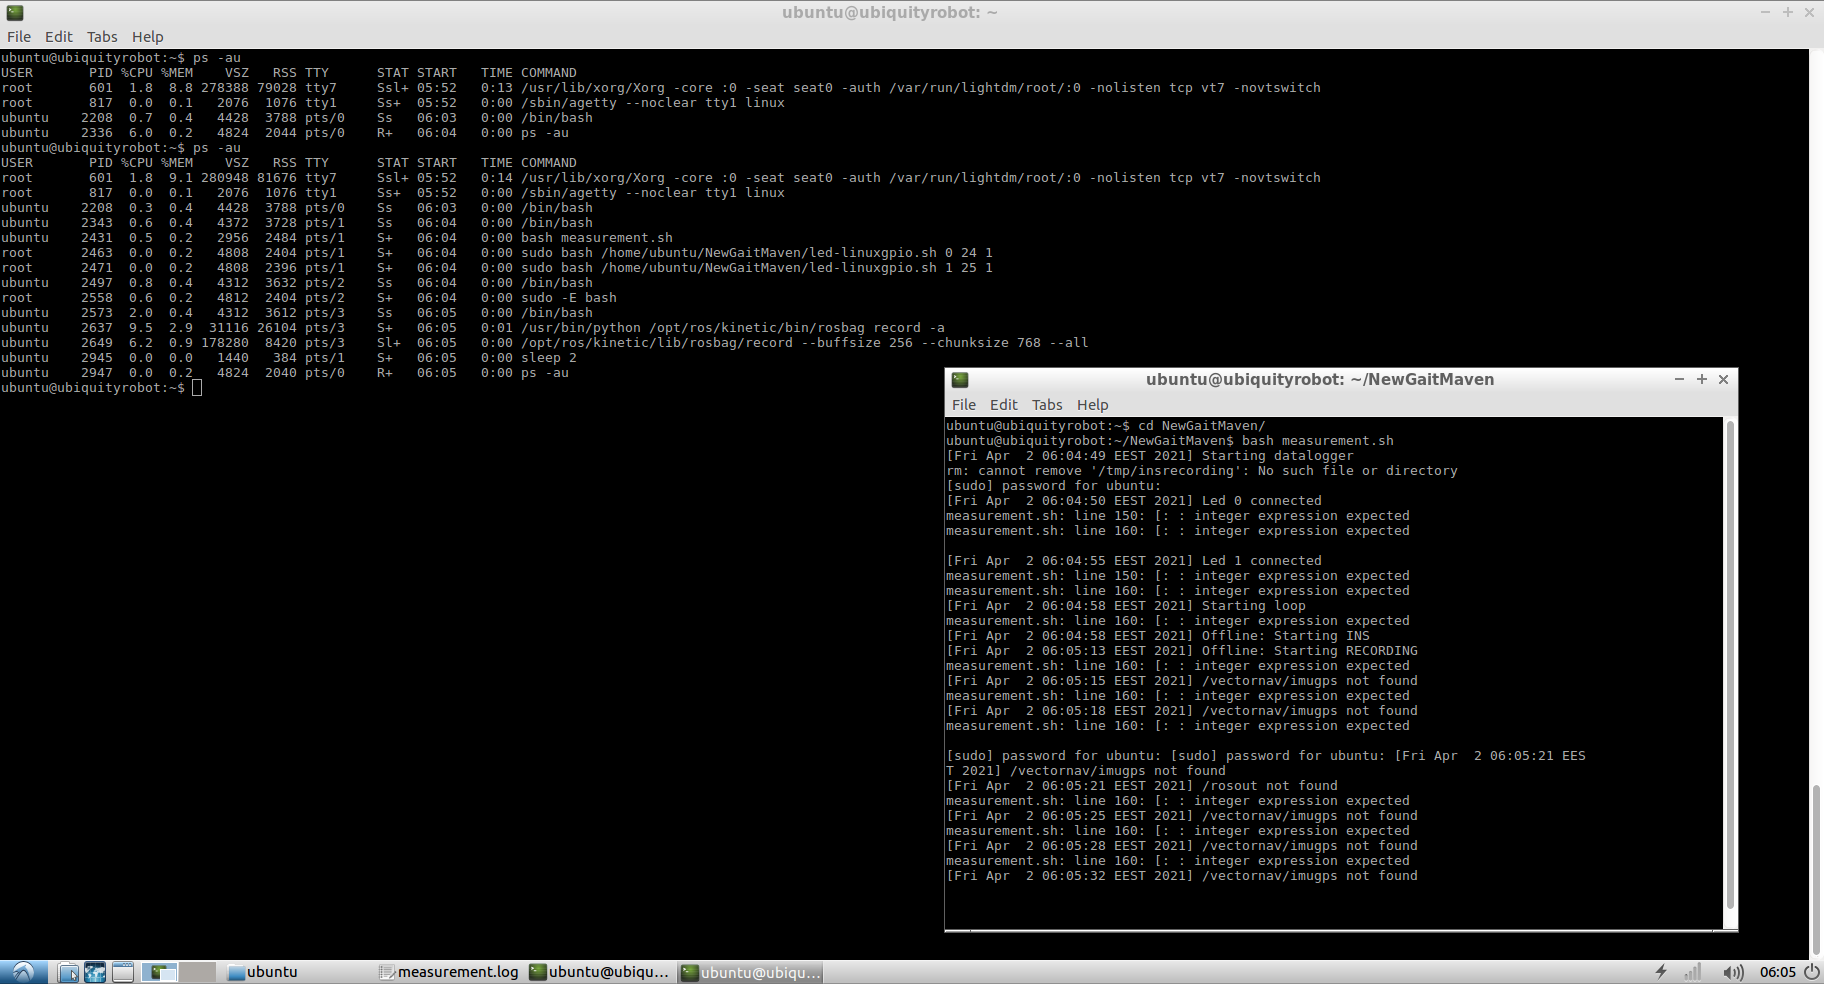 ubuntu@ubiquityrobot: ~
File Edit Tabs Help
ubuntu@ubiquityrobot:~$ ps -au
USER       PID %CPU %MEM    VSZ   RSS TTY      STAT START   TIME COMMAND
root       601  1.8  8.8 278388 79028 tty7     Ssl+ 05:52   0:13 /usr/lib/xorg/Xorg -core :0 -seat seat0 -auth /var/run/lightdm/root/:0 -nolisten tcp vt7 -novtswitch
root       817  0.0  0.1   2076  1076 tty1     Ss+  05:52   0:00 /sbin/agetty --noclear tty1 linux
ubuntu    2208  0.7  0.4   4428  3788 pts/0    Ss   06:03   0:00 /bin/bash
ubuntu    2336  6.0  0.2   4824  2044 pts/0    R+   06:04   0:00 ps -au
ubuntu@ubiquityrobot:~$ ps -au
USER       PID %CPU %MEM    VSZ   RSS TTY      STAT START   TIME COMMAND
root       601  1.8  9.1 280948 81676 tty7     Ssl+ 05:52   0:14 /usr/lib/xorg/Xorg -core :0 -seat seat0 -auth /var/run/lightdm/root/:0 -nolisten tcp vt7 -novtswitch
root       817  0.0  0.1   2076  1076 tty1     Ss+  05:52   0:00 /sbin/agetty --noclear tty1 linux
ubuntu    2208  0.3  0.4   4428  3788 pts/0    Ss   06:03   0:00 /bin/bash
ubuntu    2343  0.6  0.4   4372  3728 pts/1    Ss   06:04   0:00 /bin/bash
ubuntu    2431  0.5  0.2   2956  2484 pts/1    S+   06:04   0:00 bash measurement.sh
root      2463  0.0  0.2   4808  2404 pts/1    S+   06:04   0:00 sudo bash /home/ubuntu/NewGaitMaven/led-linuxgpio.sh 0 24 1
root      2471  0.0  0.2   4808  2396 pts/1    S+   06:04   0:00 sudo bash /home/ubuntu/NewGaitMaven/led-linuxgpio.sh 1 25 1
ubuntu    2497  0.8  0.4   4312  3632 pts/2    Ss   06:04   0:00 /bin/bash
root      2558  0.6  0.2   4812  2404 pts/2    S+   06:04   0:00 sudo -E bash
ubuntu    2573  2.0  0.4   4312  3612 pts/3    Ss   06:05   0:00 /bin/bash
ubuntu    2637  9.5  2.9  31116 26104 pts/3    S+   06:05   0:01 /usr/bin/python /opt/ros/kinetic/bin/rosbag record -a
ubuntu    2649  6.2  0.9 178280  8420 pts/3    Sl+  06:05   0:00 /opt/ros/kinetic/lib/rosbag/record --buffsize 256 --chunksize 768 --all
ubuntu    2945  0.0  0.0   1440   384 pts/1    S+   06:05   0:00 sleep 2
ubuntu    2947  0.0  0.2   4824  2040 pts/0    R+   06:05   0:00 ps -au
ubuntu@ubiquityrobot:~$
ubuntu@ubiquityrobot: ~/NewGaitMaven
File Edit Tabs Help
ubuntu@ubiquityrobot:~$ cd NewGaitMaven/
ubuntu@ubiquityrobot:~/NewGaitMaven$ bash measurement.sh
[Fri Apr  2 06:04:49 EEST 2021] Starting datalogger
rm: cannot remove '/tmp/insrecording': No such file or directory
[sudo] password for ubuntu:
[Fri Apr  2 06:04:50 EEST 2021] Led 0 connected
measurement.sh: line 150: [: : integer expression expected
measurement.sh: line 160: [: : integer expression expected
[Fri Apr  2 06:04:55 EEST 2021] Led 1 connected
measurement.sh: line 150: [: : integer expression expected
measurement.sh: line 160: [: : integer expression expected
[Fri Apr  2 06:04:58 EEST 2021] Starting loop
measurement.sh: line 160: [: : integer expression expected
[Fri Apr  2 06:04:58 EEST 2021] Offline: Starting INS
[Fri Apr  2 06:05:13 EEST 2021] Offline: Starting RECORDING
measurement.sh: line 160: [: : integer expression expected
[Fri Apr  2 06:05:15 EEST 2021] /vectornav/imugps not found
measurement.sh: line 160: [: : integer expression expected
[Fri Apr  2 06:05:18 EEST 2021] /vectornav/imugps not found
measurement.sh: line 160: [: : integer expression expected
[sudo] password for ubuntu: [sudo] password for ubuntu: [Fri Apr  2 06:05:21 EES
T 2021] /vectornav/imugps not found
[Fri Apr  2 06:05:21 EEST 2021] /rosout not found
measurement.sh: line 160: [: : integer expression expected
[Fri Apr  2 06:05:25 EEST 2021] /vectornav/imugps not found
measurement.sh: line 160: [: : integer expression expected
[Fri Apr  2 06:05:28 EEST 2021] /vectornav/imugps not found
measurement.sh: line 160: [: : integer expression expected
[Fri Apr  2 06:05:32 EEST 2021] /vectornav/imugps not found
ubuntu measurement.log ubuntu@ubiqu... ubuntu@ubiqu... 06:05